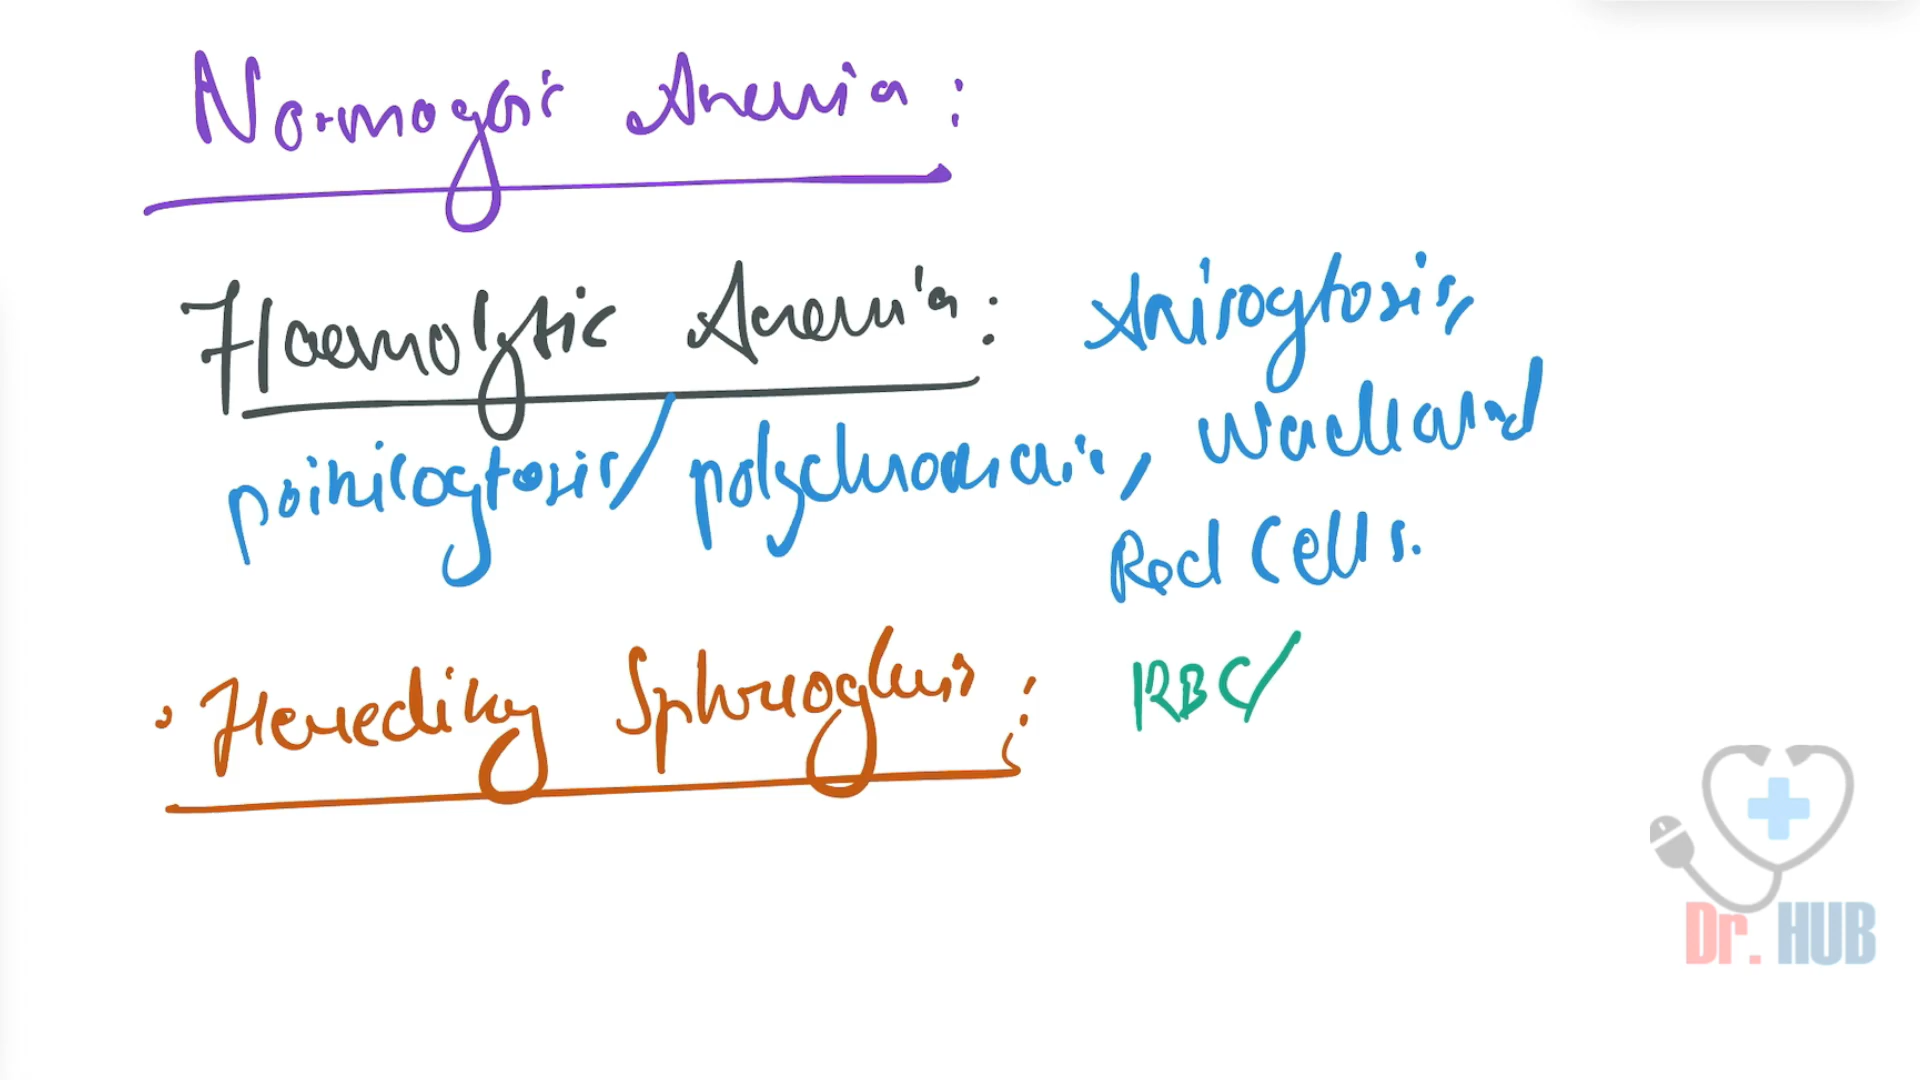 Normocytic Anemia:
Haemolytic Anemia: Anisocytosis,
poikilocytosis, polychromasia, nucleated
Red Cells.
• Hereditary Spherocytosis: RBC
Dr. HUB